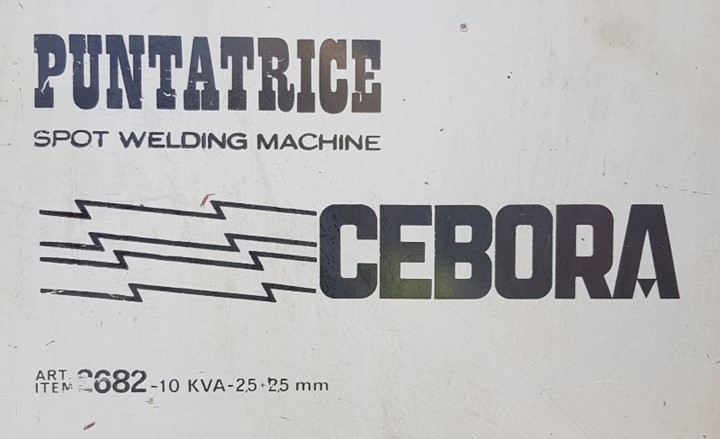 PUNTATRICE
SPOT WELDING MACHINE
CEBORA
ART.
ITEM 2682-10 KVA-2,5+2,5 mm